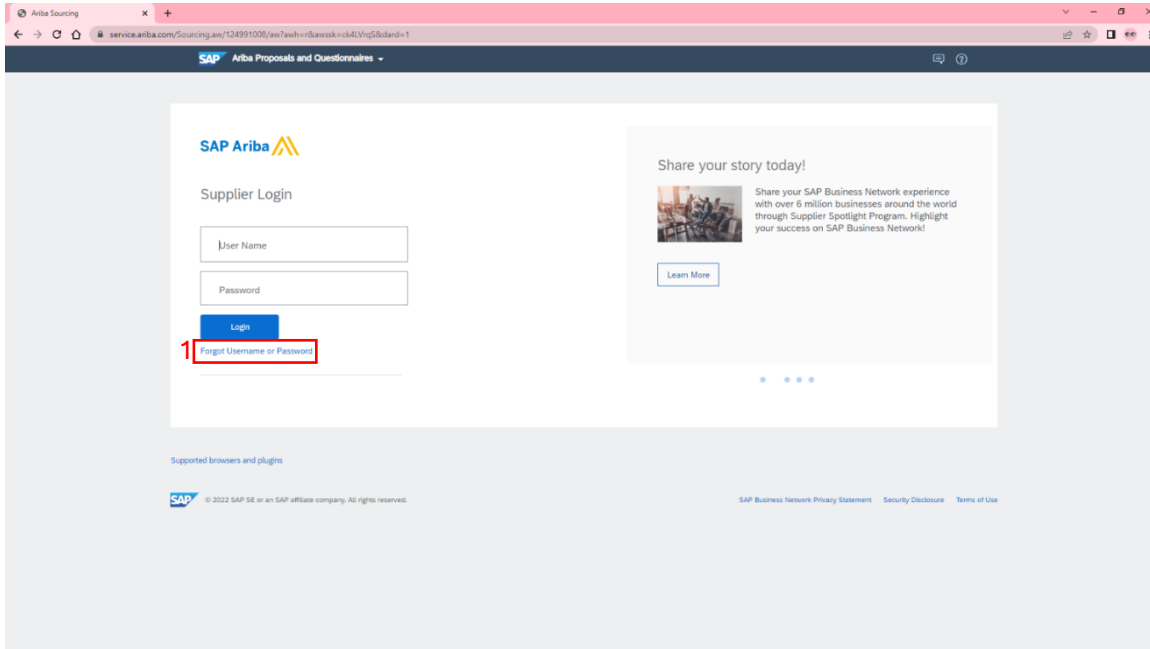 Ariba Sourcing
service.ariba.com/Sourcing.aw/124991008/aw?awh=r&awssk=ck4LVrqS&dard=1
SAP Ariba Proposals and Questionnaires
SAP Ariba
Supplier Login
User Name
Password
Login
1 Forgot Username or Password
Share your story today!
Share your SAP Business Network experience
with over 6 million businesses around the world
through Supplier Spotlight Program. Highlight
your success on SAP Business Network!
Learn More
Supported browsers and plugins
SAP © 2022 SAP SE or an SAP affiliate company. All rights reserved.
SAP Business Network Privacy Statement Security Disclosure Terms of Use